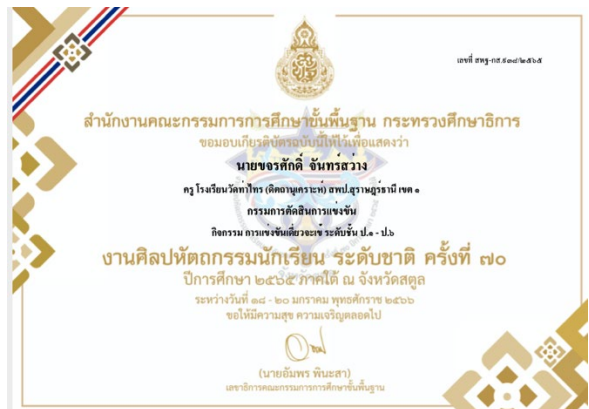 เลขที่ สพฐ-กส.๕๓๔/๒๕๖๕
สำนักงานคณะกรรมการการศึกษาขั้นพื้นฐาน กระทรวงศึกษาธิการ
ขอมอบเกียรติบัตรฉบับนี้ให้ไว้เพื่อแสดงว่า
นายขจรศักดิ์ จันทร์สว่าง
ครู โรงเรียนวัดท่าไทร (ดิตถานุเคราะห์) สพป.สุราษฎร์ธานี เขต ๑
กรรมการตัดสินการแข่งขัน
กิจกรรม การแข่งขันเดี่ยวจะเข้ ระดับชั้น ป.๑ - ป.๖
งานศิลปหัตถกรรมนักเรียน ระดับชาติ ครั้งที่ ๗๐
ปีการศึกษา ๒๕๖๕ ภาคใต้ ณ จังหวัดสตูล
ระหว่างวันที่ ๑๘ - ๒๐ มกราคม พุทธศักราช ๒๕๖๖
ขอให้มีความสุข ความเจริญตลอดไป
(นายอัมพร พินะสา)
เลขาธิการคณะกรรมการการศึกษาขั้นพื้นฐาน